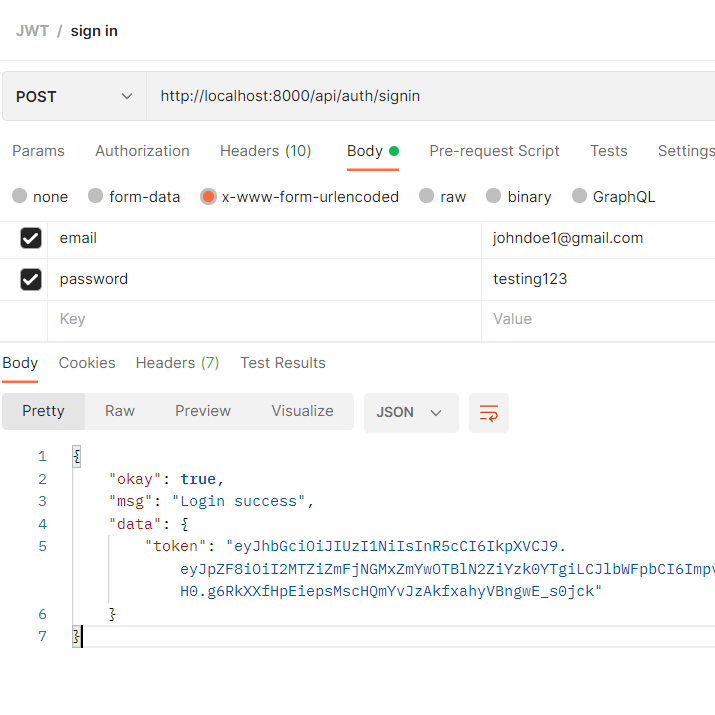 JWT / sign in
POST http://localhost:8000/api/auth/signin
Params Authorization Headers (10) Body Pre-request Script Tests Settings
none form-data x-www-form-urlencoded raw binary GraphQL
email johndoe1@gmail.com
password testing123
Key Value
Body Cookies Headers (7) Test Results
Pretty Raw Preview Visualize JSON
1 {
2 "okay": true,
3 "msg": "Login success",
4 "data": {
5 "token": "eyJhbGciOiJIUzI1NiIsInR5cCI6IkpXVCJ9.
eyJpZF8iOiI2MTZiZmFjNGMxZmYwOTBlN2ZiYzk0YTgiLCJlbWFpbCI6Impv
H0.g6RkXXfHpEiepsMscHQmYvJzAkfxahyVBngwE_s0jck"
6 }
7 }